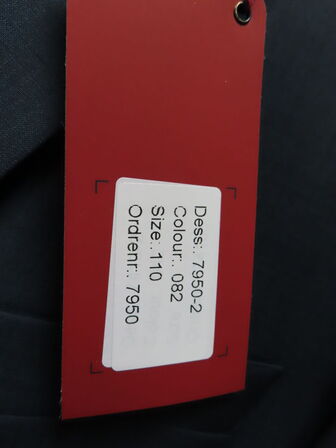 Dess:. 7950-2
Colour:. 082
Size:. 110
Ordrenr:. 7950